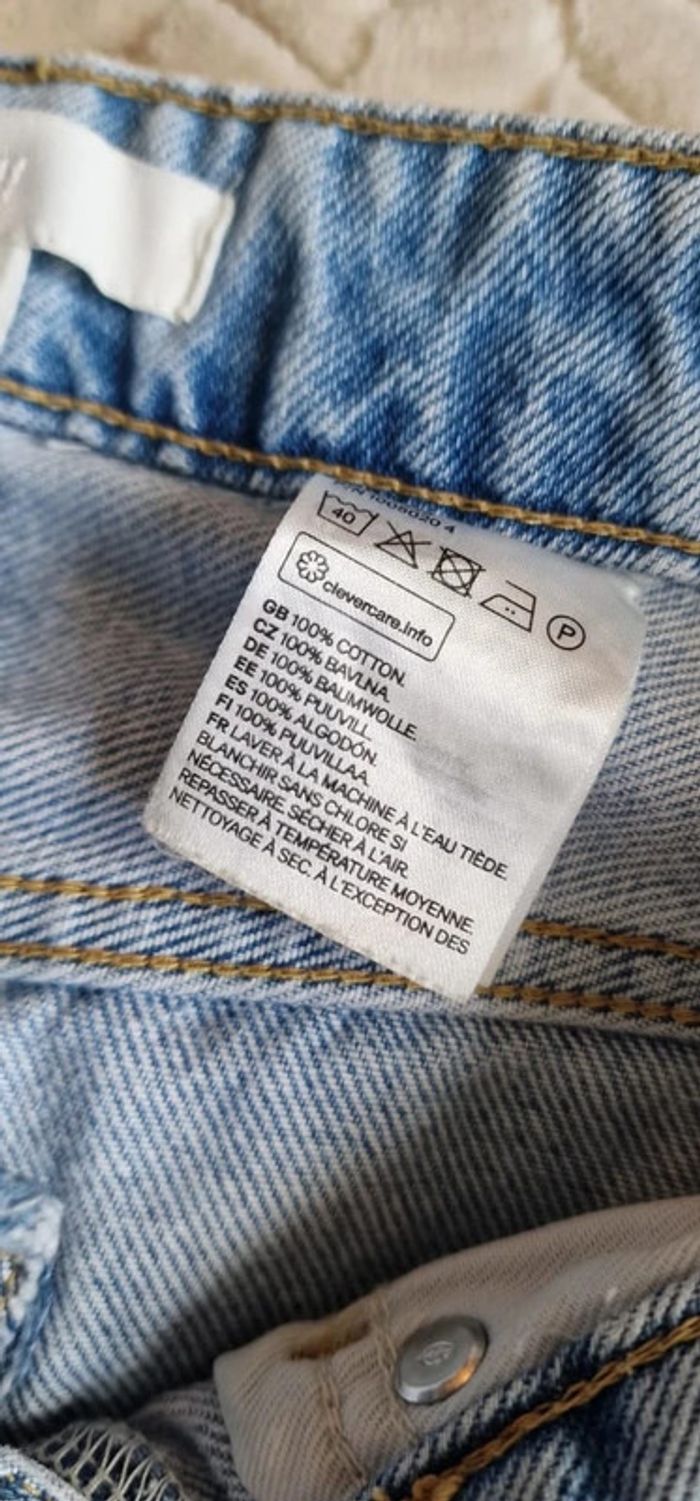 40
P
clevercare.info
GB 100% COTTON.
CZ 100% BAVLNA.
DE 100% BAUMWOLLE.
EE 100% PUUVILL.
ES 100% ALGODÓN.
FI 100% PUUVILLAA.
FR LAVER À LA MACHINE À L'EAU TIÈDE.
BLANCHIR SANS CHLORE SI
NÉCESSAIRE. SÉCHER À L'AIR.
REPASSER À TEMPÉRATURE MOYENNE.
NETTOYAGE À SEC. À L'EXCEPTION DES